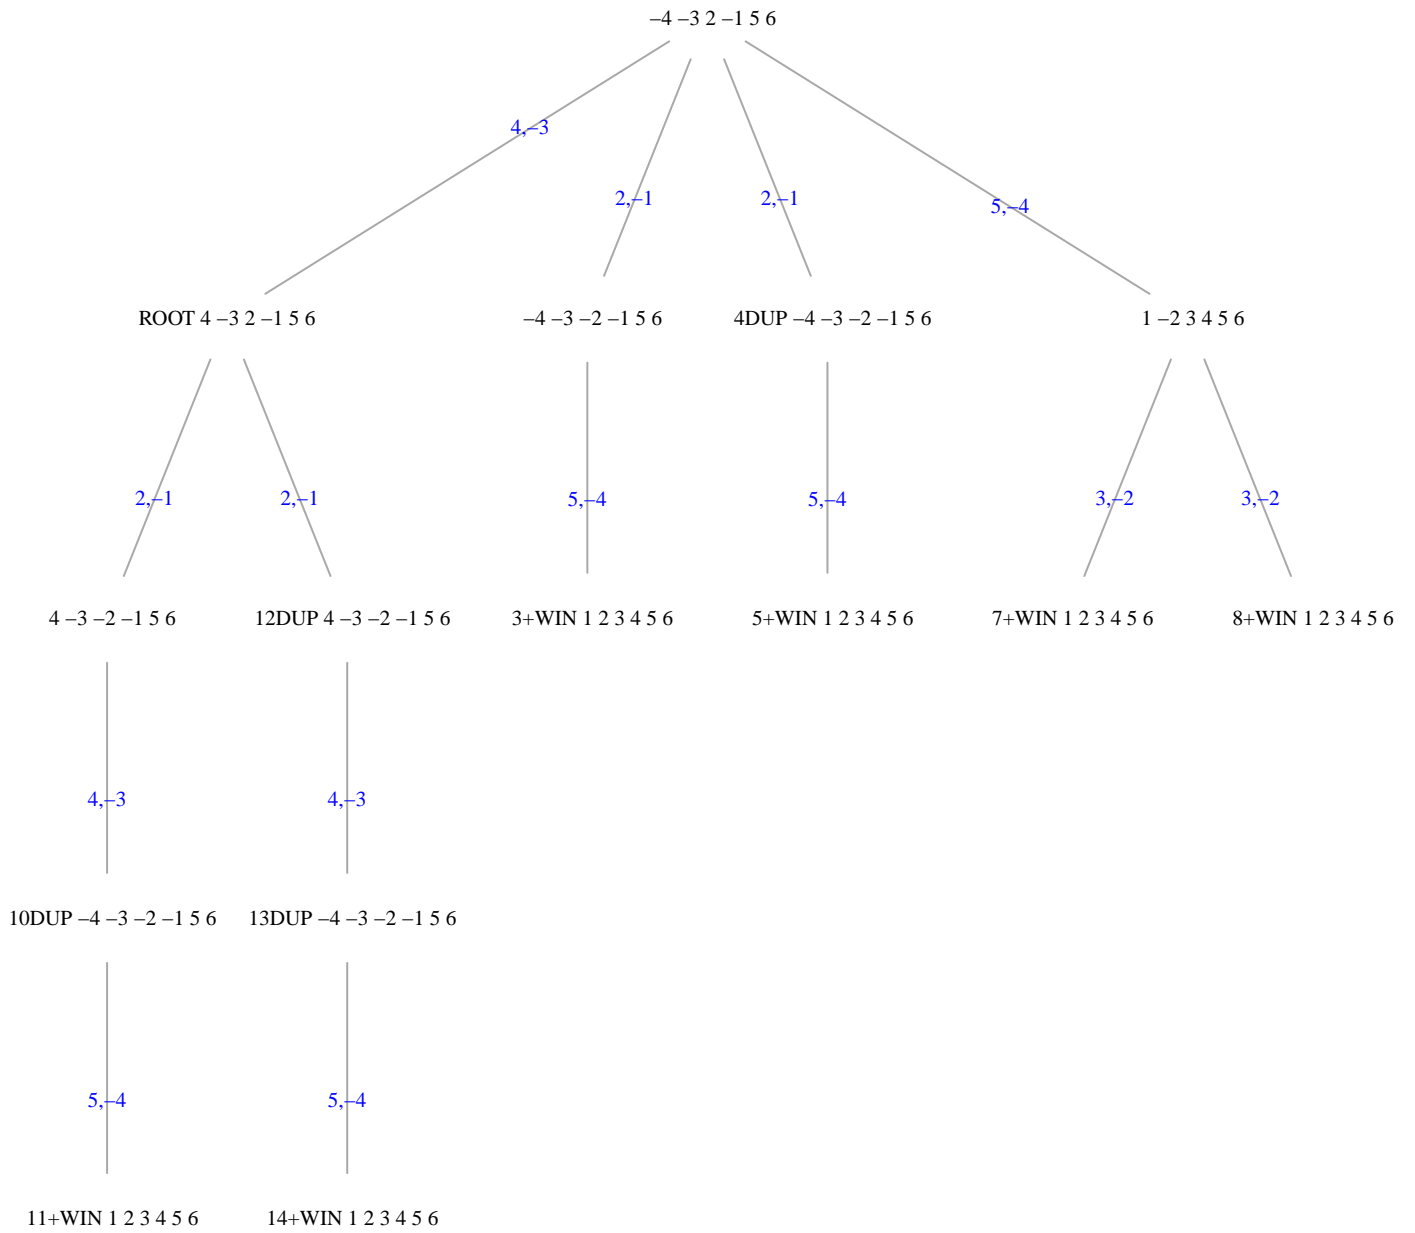 –4 –3 2 –1 5 6
4,–3
2,–1
2,–1
5,–4
ROOT 4 –3 2 –1 5 6
–4 –3 –2 –1 5 6
4DUP –4 –3 –2 –1 5 6
1 –2 3 4 5 6
2,–1
2,–1
5,–4
5,–4
3,–2
3,–2
4 –3 –2 –1 5 6
12DUP 4 –3 –2 –1 5 6
3+WIN 1 2 3 4 5 6
5+WIN 1 2 3 4 5 6
7+WIN 1 2 3 4 5 6
8+WIN 1 2 3 4 5 6
4,–3
4,–3
10DUP –4 –3 –2 –1 5 6
13DUP –4 –3 –2 –1 5 6
5,–4
5,–4
11+WIN 1 2 3 4 5 6
14+WIN 1 2 3 4 5 6